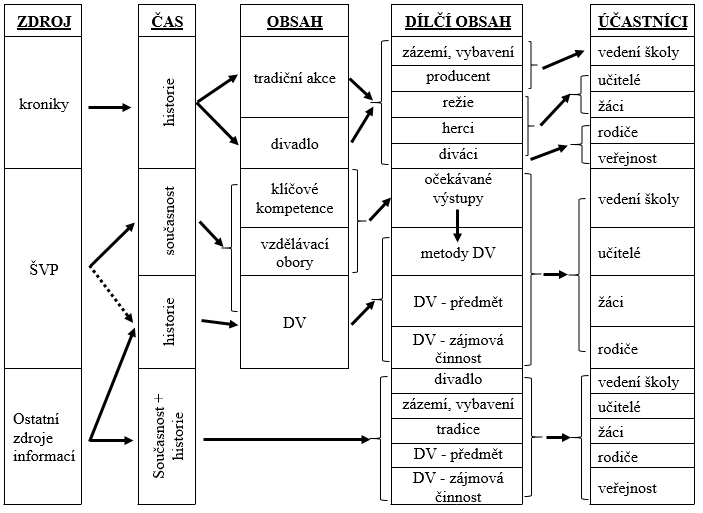 ZDROJ
kroniky
ŠVP
Ostatní
zdroje
informací
ČAS
historie
současnost
historie
Současnost +
historie
OBSAH
tradiční akce
divadlo
klíčové
kompetence
vzdělávací
obory
DV
DÍLČÍ OBSAH
zázemí, vybavení
producent
režie
herci
diváci
očekávané
výstupy
metody DV
DV - předmět
DV - zájmová
činnost
divadlo
zázemí, vybavení
tradice
DV - předmět
DV - zájmová
činnost
ÚČASTNÍCI
vedení školy
učitelé
žáci
rodiče
veřejnost
vedení školy
učitelé
žáci
rodiče
vedení školy
učitelé
žáci
rodiče
veřejnost